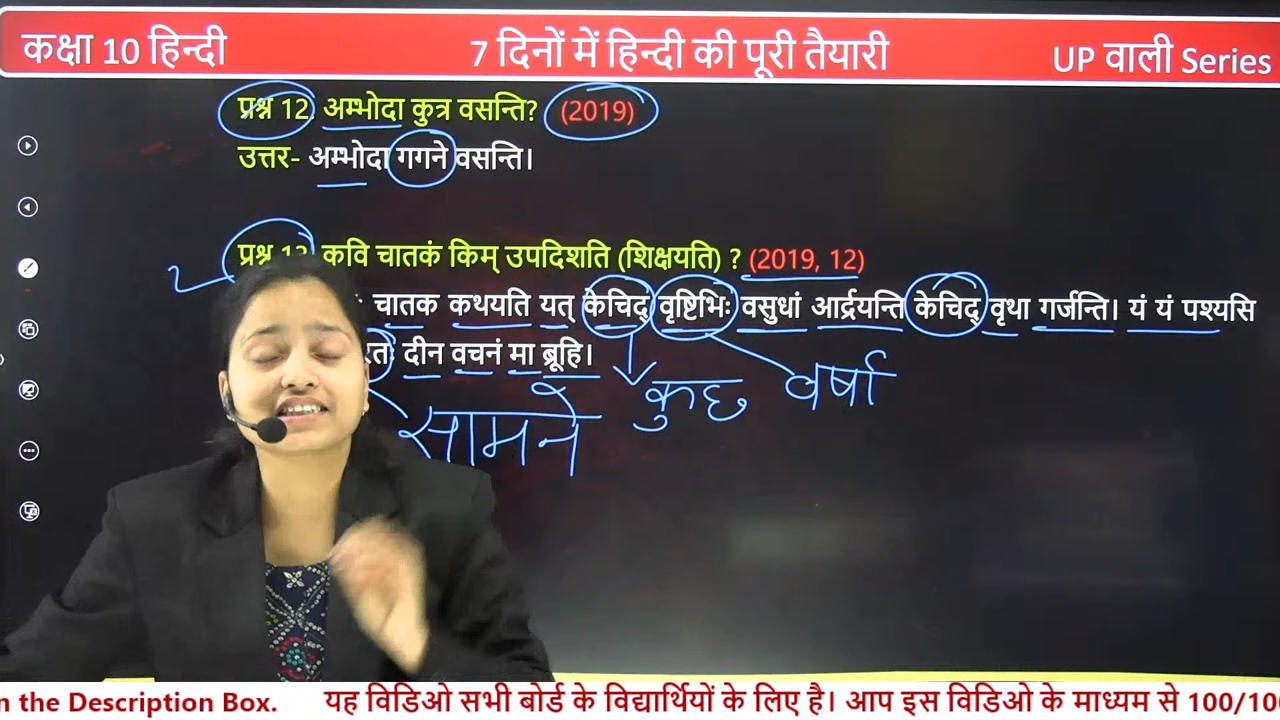 कक्षा 10 हिन्दी 7 दिनों में हिन्दी की पूरी तैयारी UP वाली Series
प्रश्न 12. अम्भोदा कुत्र वसन्ति? (2019)
उत्तर- अम्भोदा गगने वसन्ति।
प्रश्न कवि चातकं किम् उपदिशति (शिक्षयति) ? (2019, 12)
चातक कथयति यत् केचिद् वृष्टिभिः वसुधां आर्द्रयन्ति केचिद् वृथा गर्जन्ति। यं यं पश्यसि
दीन वचनं मा ब्रूहि।
कुछ वर्षा
सामने
n the Description Box. यह विडिओ सभी बोर्ड के विद्यार्थियों के लिए है। आप इस विडिओ के माध्यम से 100/10